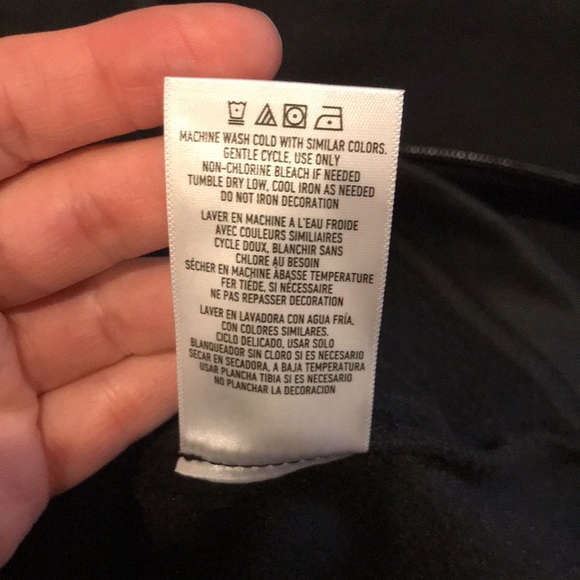 MACHINE WASH COLD WITH SIMILAR COLORS.
GENTLE CYCLE, USE ONLY
NON-CHLORINE BLEACH IF NEEDED
TUMBLE DRY LOW, COOL IRON AS NEEDED
DO NOT IRON DECORATION
LAVER EN MACHINE A L'EAU FROIDE
AVEC COULEURS SIMILIAIRES
CYCLE DOUX, BLANCHIR SANS
CHLORE AU BESOIN
SÉCHER EN MACHINE ÀBASSE TEMPERATURE
FER TIÉDE, SI NÉCESSAIRE
NE PAS REPASSER DECORATION
LAVER EN LAVADORA CON AGUA FRÍA,
CON COLORES SIMILARES.
CICLO DELICADO, USAR SOLO
BLANQUEADOR SIN CLORO SI ES NECESARIO
SECAR EN SECADORA, A BAJA TEMPERATURA
USAR PLANCHA TIBIA SI ES NECESARIO
NO PLANCHAR LA DECORACION